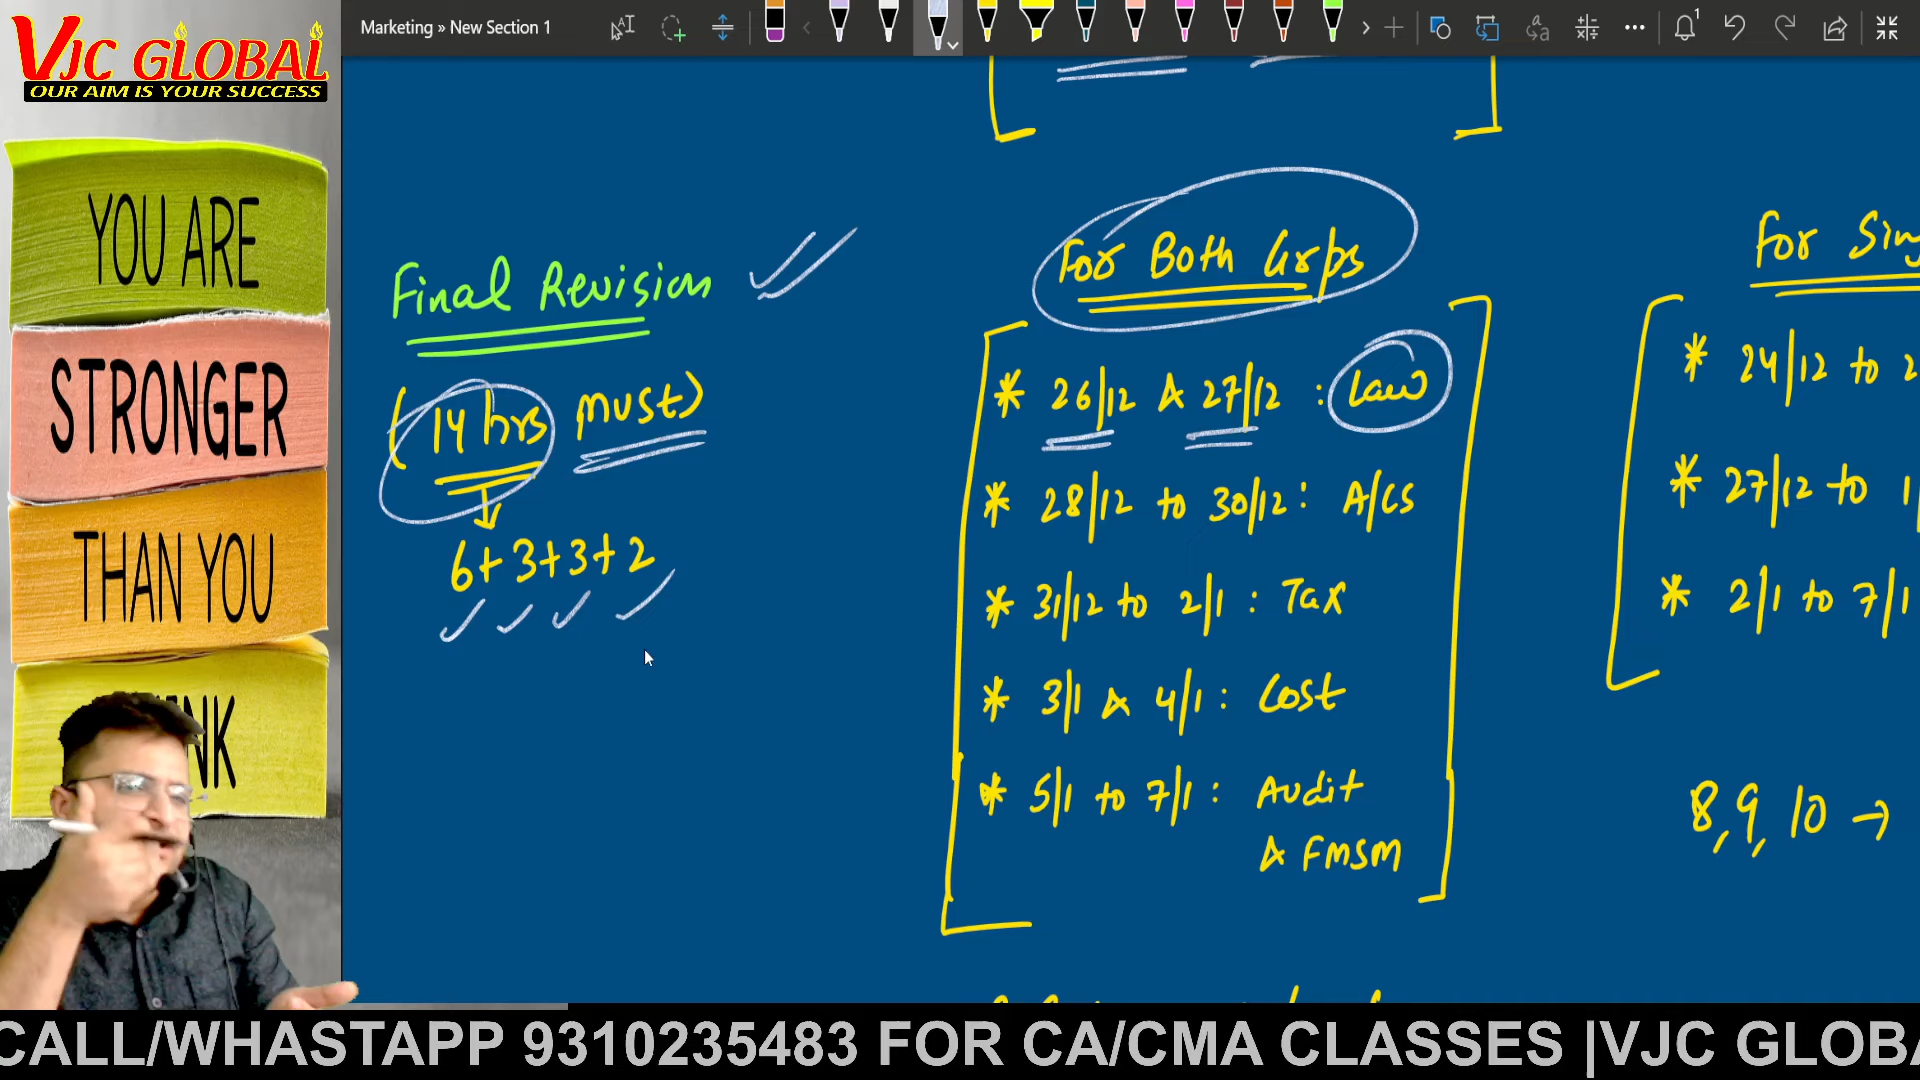 VJC GLOBAL
OUR AIM IS YOUR SUCCESS
Marketing » New Section 1
YOU ARE
STRONGER
THAN YOU
Final Revision
(14 hrs must)
6+3+3+2
For Both Grps
* 26/12 & 27/12 : Law
* 28/12 to 30/12 : A/cs
* 31/12 to 2/1 : Tax
* 3/1 & 4/1 : Cost
* 5/1 to 7/1 : Audit
& FMSM
For
* 24/12 to
* 27/12 to
* 2/1 to 7/1
8, 9, 10 →
CALL/WHASTAPP 9310235483 FOR CA/CMA CLASSES |VJC